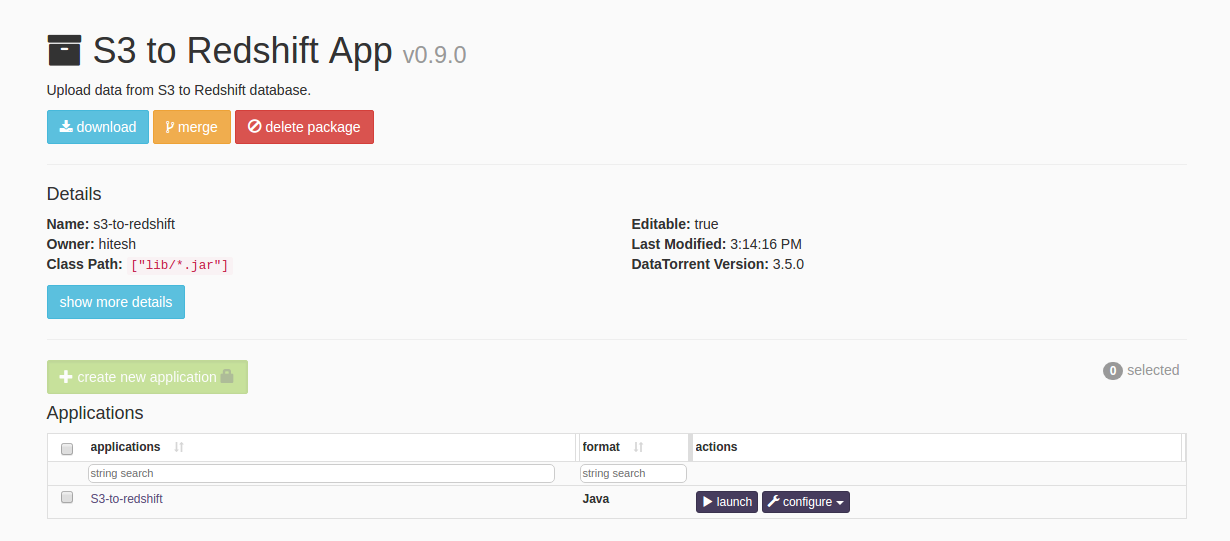 S3 to Redshift App v0.9.0
Upload data from S3 to Redshift database.
download merge delete package
Details
Name: s3-to-redshift Editable: true
Owner: hitesh Last Modified: 3:14:16 PM
Class Path: ["lib/*.jar"] DataTorrent Version: 3.5.0
show more details
create new application 0 selected
Applications
applications format actions
string search string search
S3-to-redshift Java launch configure